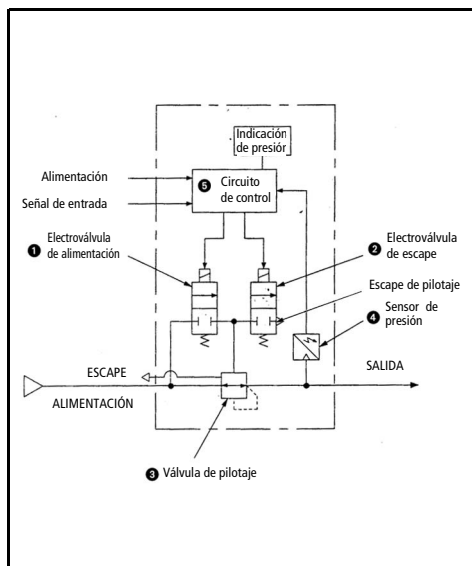 Indicación
de presión
Alimentación
Señal de entrada
5 Circuito
de control
1 Electroválvula
de alimentación
2 Electroválvula
de escape
Escape de pilotaje
4 Sensor de
presión
ESCAPE
SALIDA
ALIMENTACIÓN
3 Válvula de pilotaje